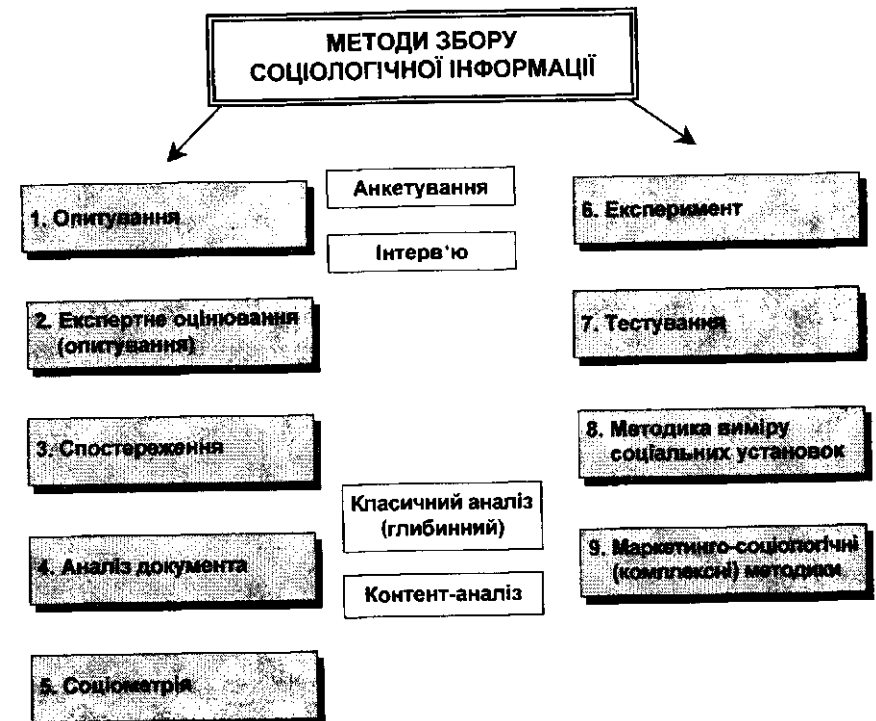 МЕТОДИ ЗБОРУ
СОЦІОЛОГІЧНОЇ ІНФОРМАЦІЇ
1. Опитування
Анкетування
Інтерв'ю
2. Експертне оцінювання
(опитування)
3. Спостереження
4. Аналіз документа
Класичний аналіз
(глибинний)
Контент-аналіз
5. Соціометрія
6. Експеримент
7. Тестування
8. Методика виміру
соціальних установок
9. Маркетинго-соціологічні
(комплексні) методики